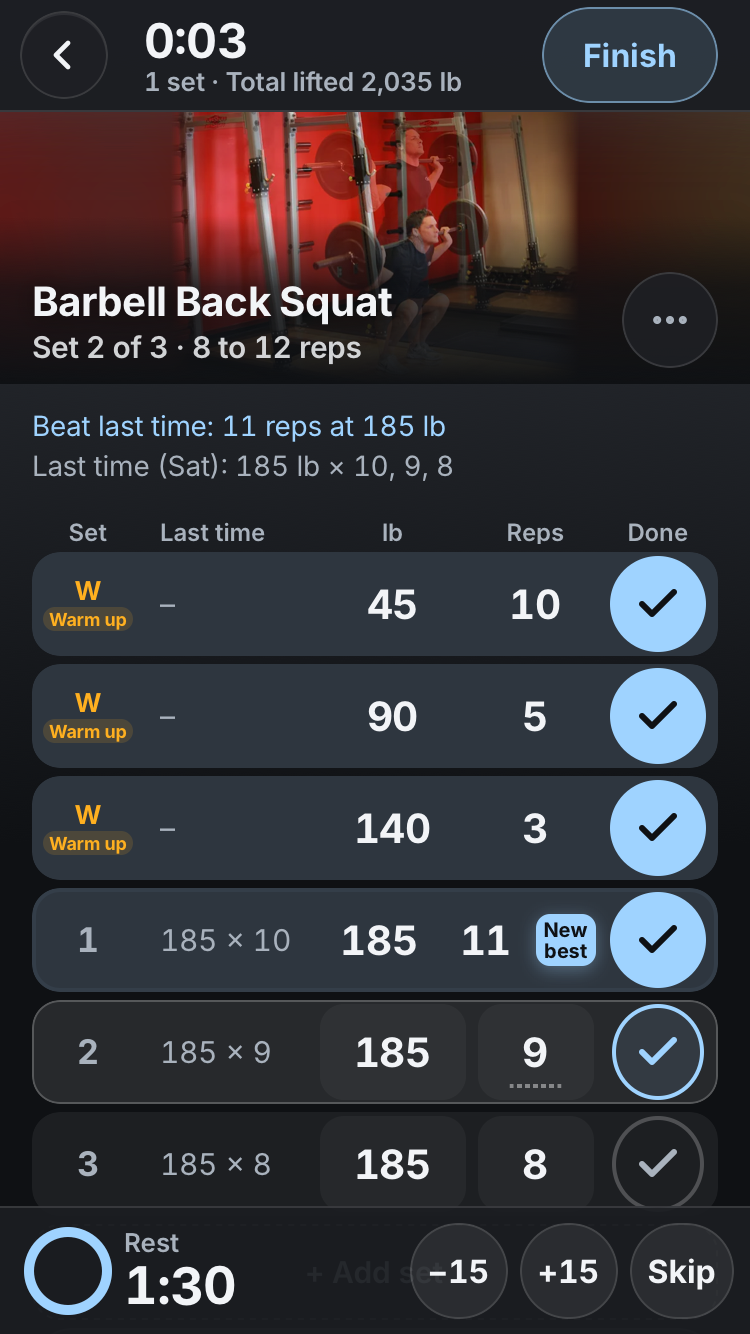 0:03
1 set · Total lifted 2,035 lb
Finish
Barbell Back Squat
Set 2 of 3 · 8 to 12 reps
Beat last time: 11 reps at 185 lb
Last time (Sat): 185 lb × 10, 9, 8
Set Last time lb Reps Done
W
Warm up
– 45 10
W
Warm up
– 90 5
W
Warm up
– 140 3
1 185 × 10 185 11 New best
2 185 × 9 185 9
3 185 × 8 185 8
Rest
1:30
+ Add set
−15 +15 Skip